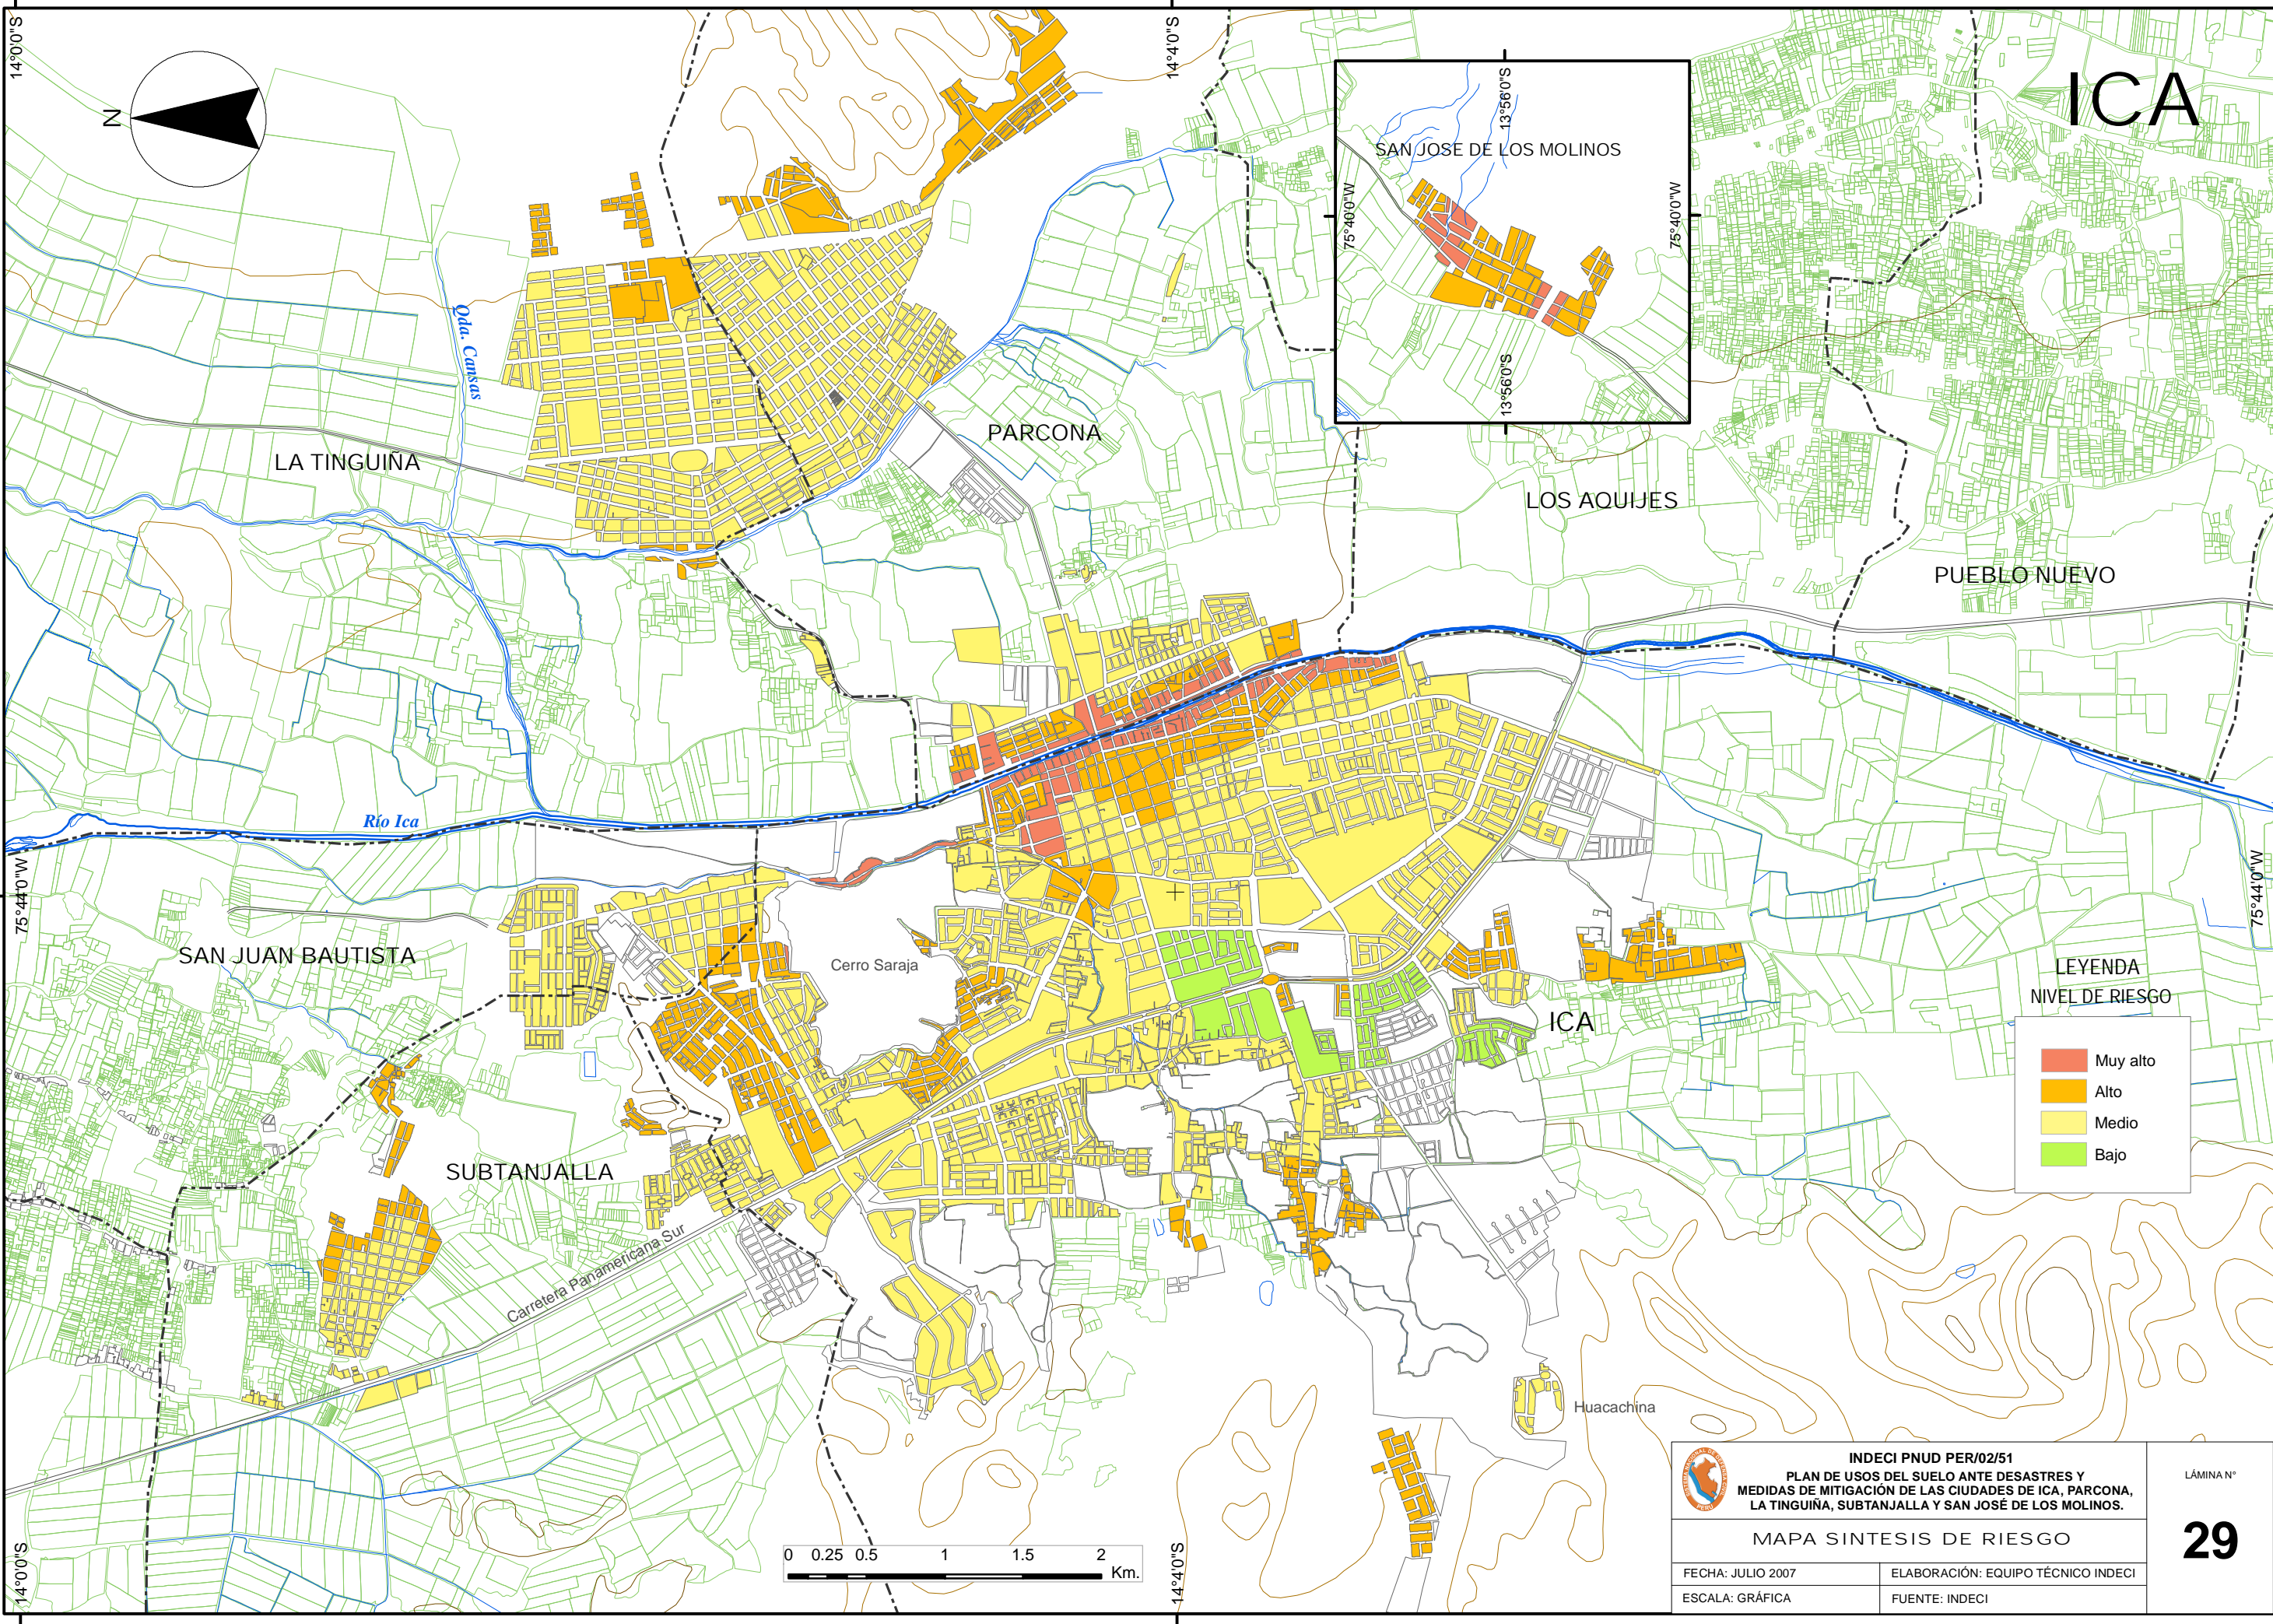 14°0'0"S
14°4'0"S
ICA
N
13°56'0"S
SAN JOSE DE LOS MOLINOS
75°40'0"W
75°40'0"W
13°56'0"S
Qda. Cansas
PARCONA
LA TINGUIÑA
LOS AQUIJES
PUEBLO NUEVO
Río Ica
75°44'0"W
75°44'0"W
SAN JUAN BAUTISTA
Cerro Saraja
ICA
LEYENDA
NIVEL DE RIESGO
Muy alto
Alto
Medio
Bajo
SUBTANJALLA
Carretera Panamericana Sur
Huacachina
0 0.25 0.5 1 1.5 2
Km.
14°0'0"S
14°4'0"S
INDECI PNUD PER/02/51
PLAN DE USOS DEL SUELO ANTE DESASTRES Y
MEDIDAS DE MITIGACIÓN DE LAS CIUDADES DE ICA, PARCONA,
LA TINGUIÑA, SUBTANJALLA Y SAN JOSÉ DE LOS MOLINOS.
MAPA SINTESIS DE RIESGO
FECHA: JULIO 2007
ELABORACIÓN: EQUIPO TÉCNICO INDECI
ESCALA: GRÁFICA
FUENTE: INDECI
LÁMINA N°
29